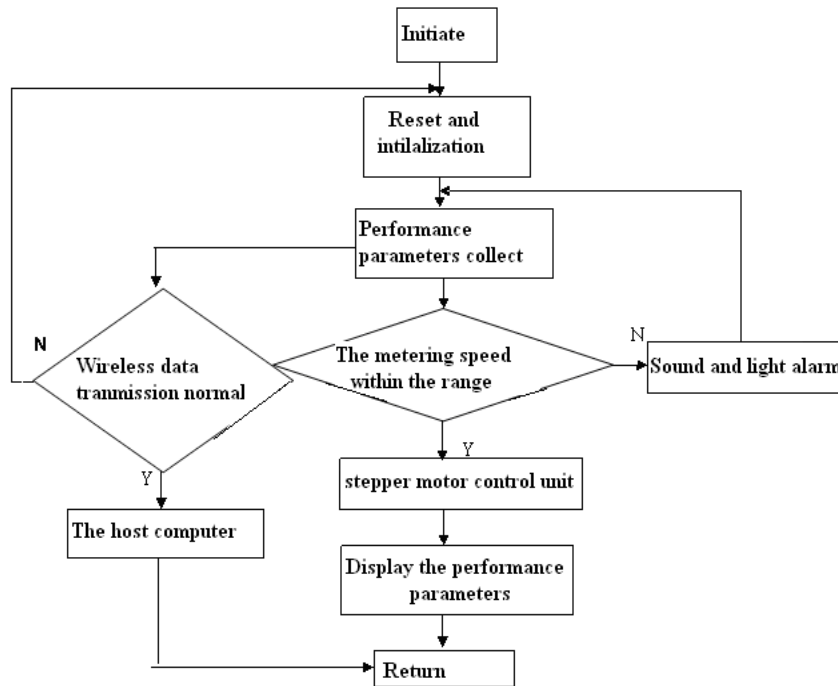 Initiate
Reset and
intilalization
Performance
parameters collect
N
Wireless data
tranmission normal
The metering speed
within the range
N
Sound and light alarm
Y
Y
The host computer
stepper motor control unit
Display the performance
parameters
Return